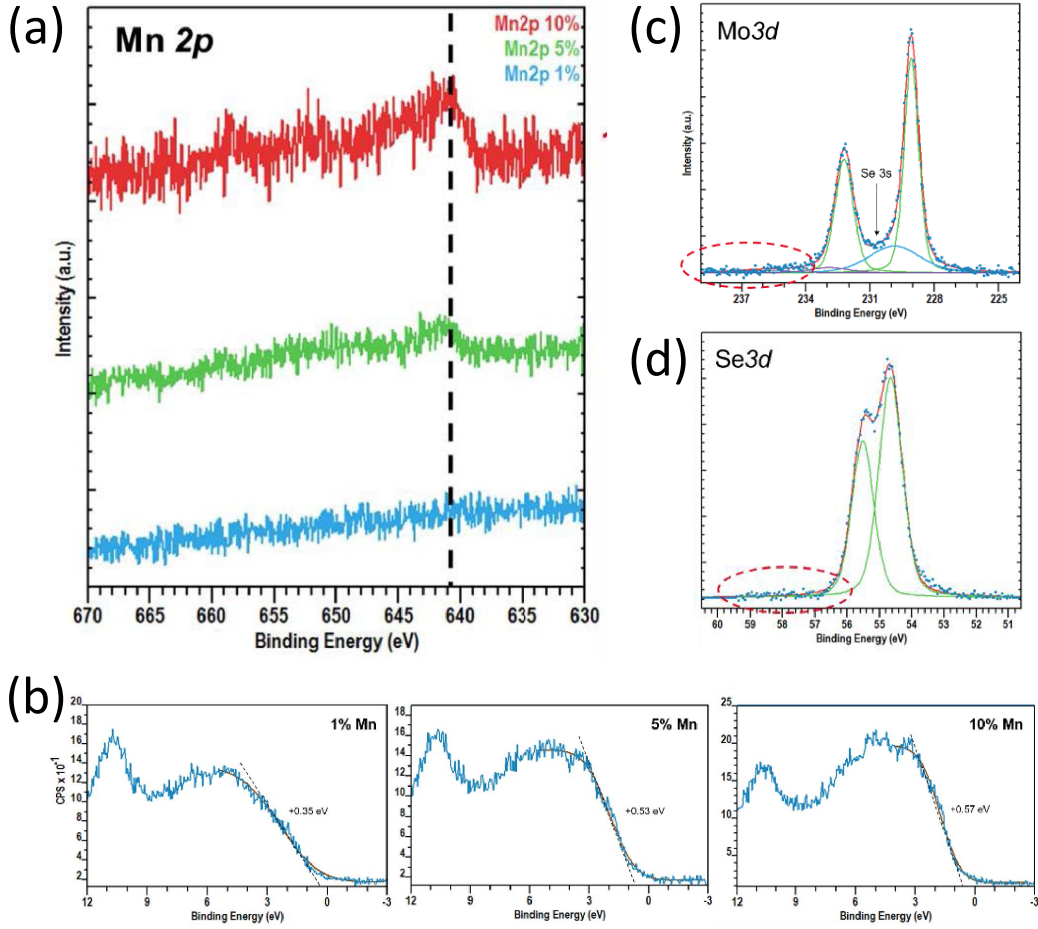 (a)
Mn 2p
Mn2p 10%
Mn2p 5%
Mn2p 1%
Intensity (a.u.)
670 665 660 655 650 645 640 635 630
Binding Energy (eV)
(c)
Mo3d
Intensity (a.u.)
Se 3s
237 234 231 228 225
Binding Energy (eV)
(d)
Se3d
Intensity (a.u.)
60 59 58 57 56 55 54 53 52 51
Binding Energy (eV)
(b)
1% Mn
CPS x10⁻¹
20
18
16
14
12
10
8
6
4
2
+0.35 eV
12 9 6 3 0 -3
Binding Energy (eV)
5% Mn
18
16
14
12
10
8
6
4
2
+0.53 eV
12 9 6 3 0 -3
Binding Energy (eV)
10% Mn
25
20
15
10
5
+0.57 eV
12 9 6 3 0 -3
Binding Energy (eV)